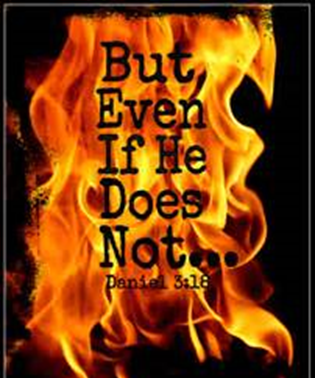 But,
Even
If He
Does
Not...
Daniel 3:18